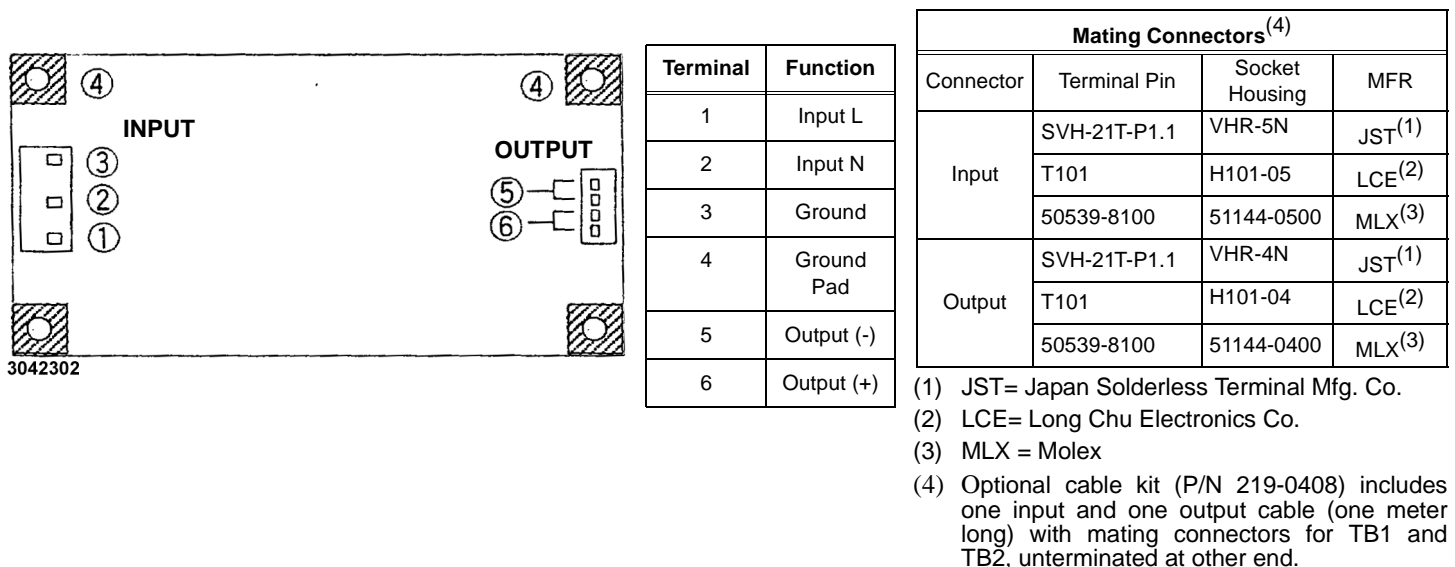 ④ ④
INPUT
OUTPUT
③
②
①
⑤
⑥
3042302
Terminal Function
1 Input L
2 Input N
3 Ground
4 Ground
Pad
5 Output (-)
6 Output (+)
Mating Connectors(4)
Connector Terminal Pin Socket
Housing MFR
Input
SVH-21T-P1.1 VHR-5N JST(1)
T101 H101-05 LCE(2)
50539-8100 51144-0500 MLX(3)
Output
SVH-21T-P1.1 VHR-4N JST(1)
T101 H101-04 LCE(2)
50539-8100 51144-0400 MLX(3)
(1) JST= Japan Solderless Terminal Mfg. Co.
(2) LCE= Long Chu Electronics Co.
(3) MLX = Molex
(4) Optional cable kit (P/N 219-0408) includes
one input and one output cable (one meter
long) with mating connectors for TB1 and
TB2, unterminated at other end.